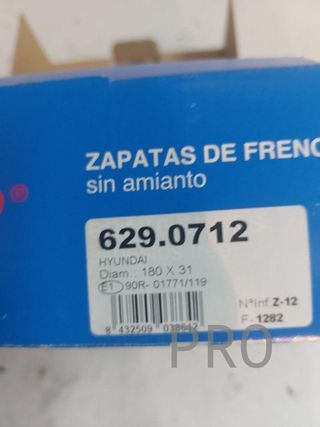 ZAPATAS DE FRENO
sin amianto
®
629.0712
HYUNDAI
Diam.: 180 X 31
E1 90R- 01771/119
NºInf. Z-12
F- 1282
8 432509 038642
PRO